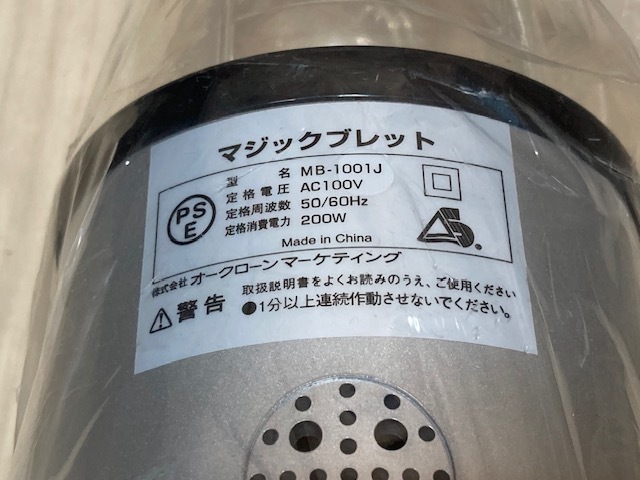 マジックブレット
型 名 MB-1001J
定格電圧 AC100V
定格周波数 50/60Hz
定格消費電力 200W
PS
E
Made in China
株式会社 オークローンマーケティング
警告 取扱説明書をよくお読みのうえ、ご使用ください
●1分以上連続作動させないでください。